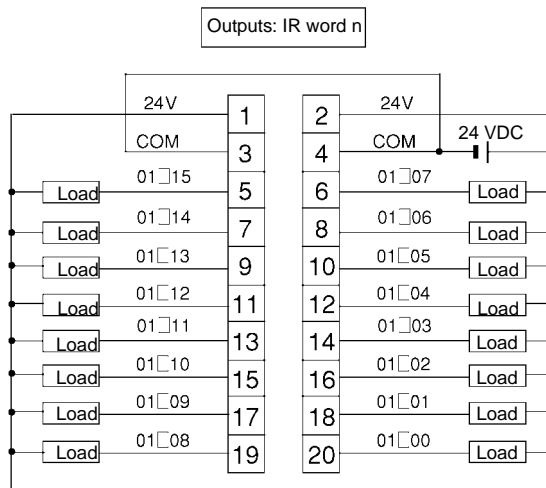 Outputs: IR word n
24V 1 2 24V
COM 3 4 COM 24 VDC
Load 01□15 5 6 01□07 Load
Load 01□14 7 8 01□06 Load
Load 01□13 9 10 01□05 Load
Load 01□12 11 12 01□04 Load
Load 01□11 13 14 01□03 Load
Load 01□10 15 16 01□02 Load
Load 01□09 17 18 01□01 Load
Load 01□08 19 20 01□00 Load